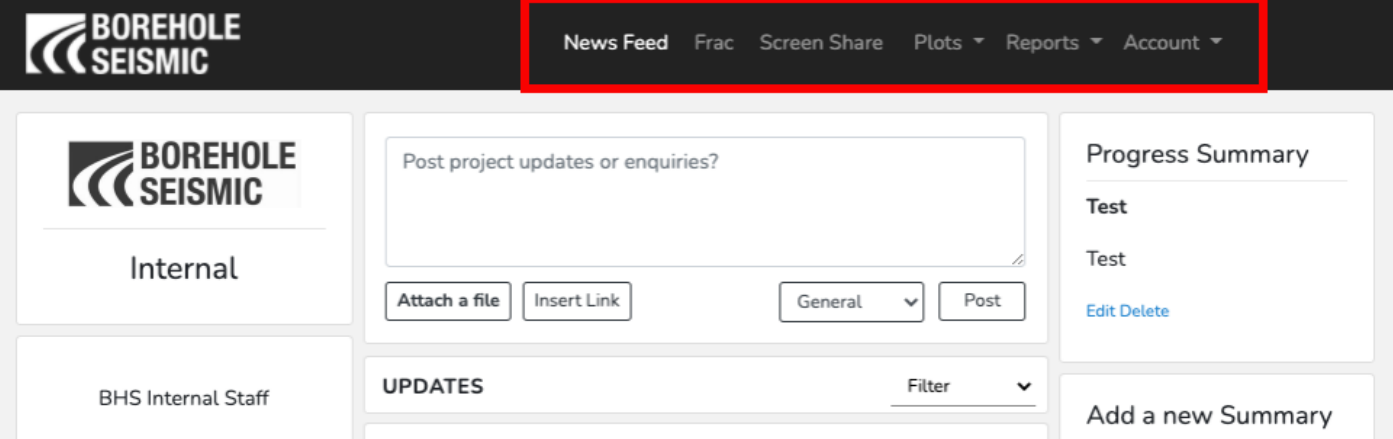 BOREHOLE
SEISMIC
News Feed Frac Screen Share Plots Reports Account
BOREHOLE
SEISMIC
Internal
BHS Internal Staff
Post project updates or enquiries?
Attach a file Insert Link General Post
UPDATES Filter
Progress Summary
Test
Test
Edit Delete
Add a new Summary